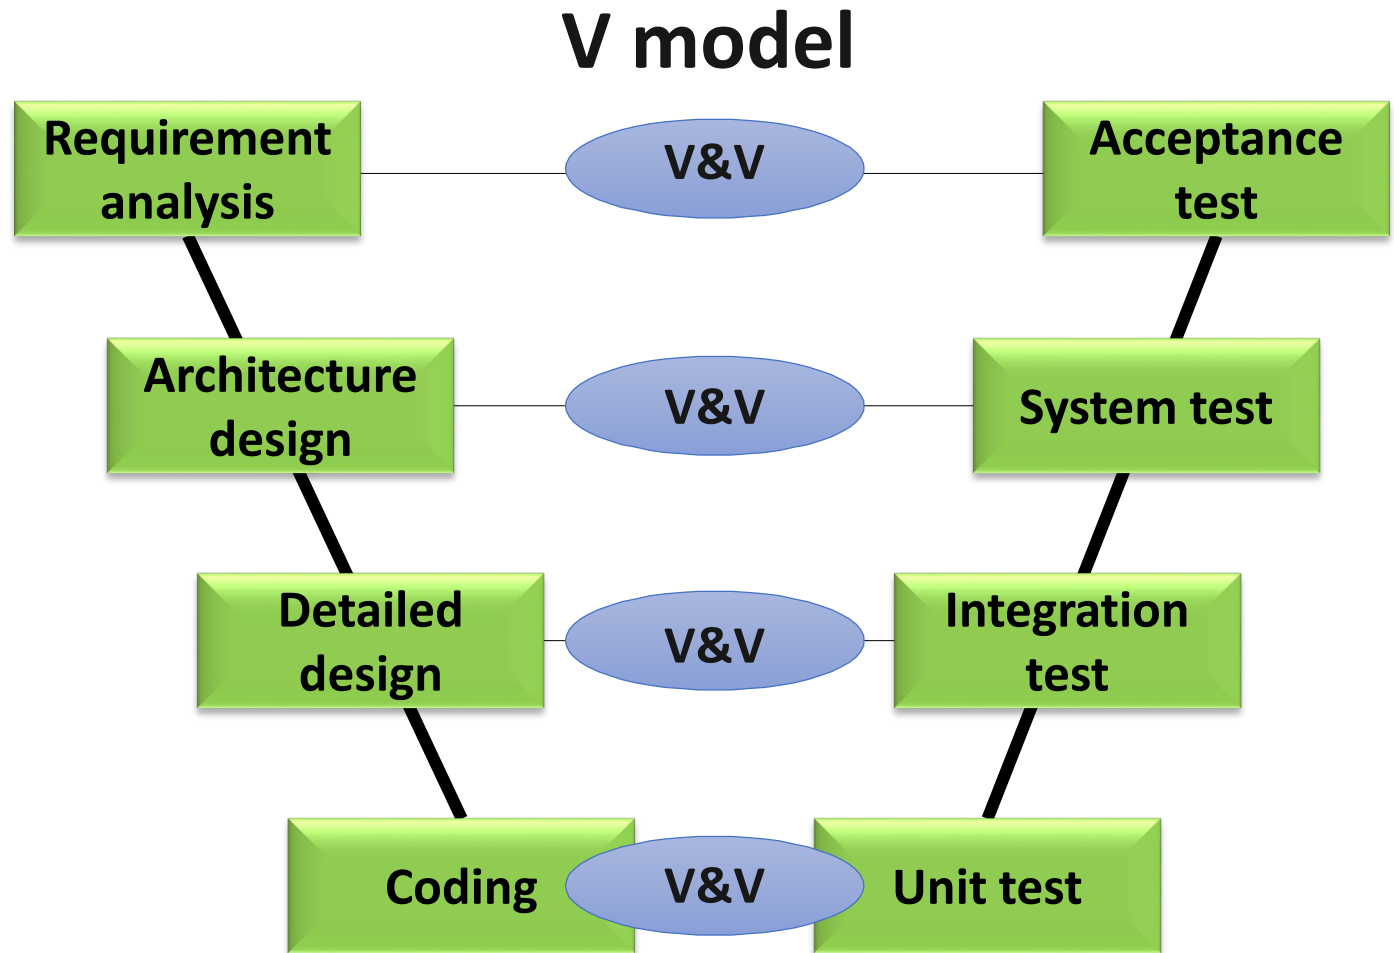 V model
Requirement
analysis
V&V
Acceptance
test
Architecture
design
V&V
System test
Detailed
design
V&V
Integration
test
Coding
V&V
Unit test